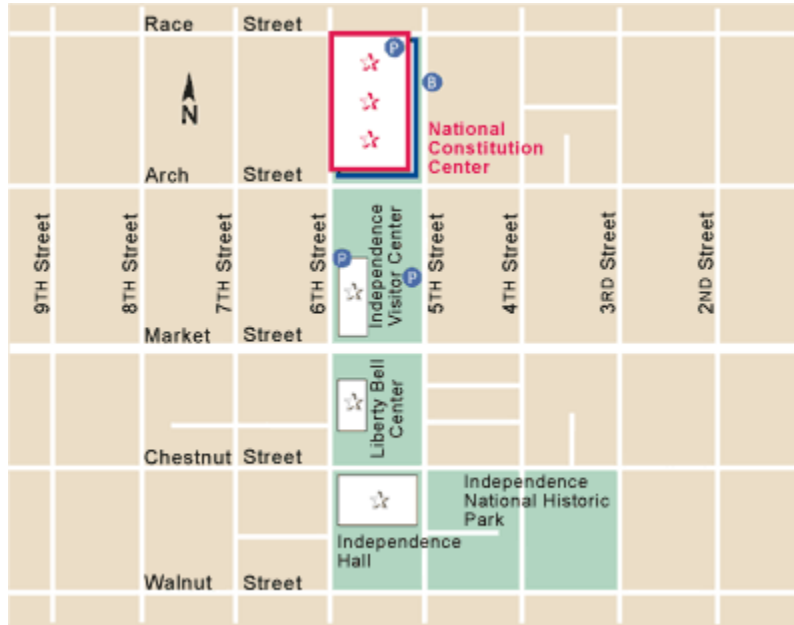 Race Street
P
B
N
National
Constitution
Center
Arch Street
9TH Street
8TH Street
7TH Street
6TH Street
Independence
Visitor Center
5TH Street
4TH Street
3RD Street
2ND Street
P
P
Market Street
Liberty Bell
Center
Chestnut Street
Independence
National Historic
Park
Independence
Hall
Walnut Street